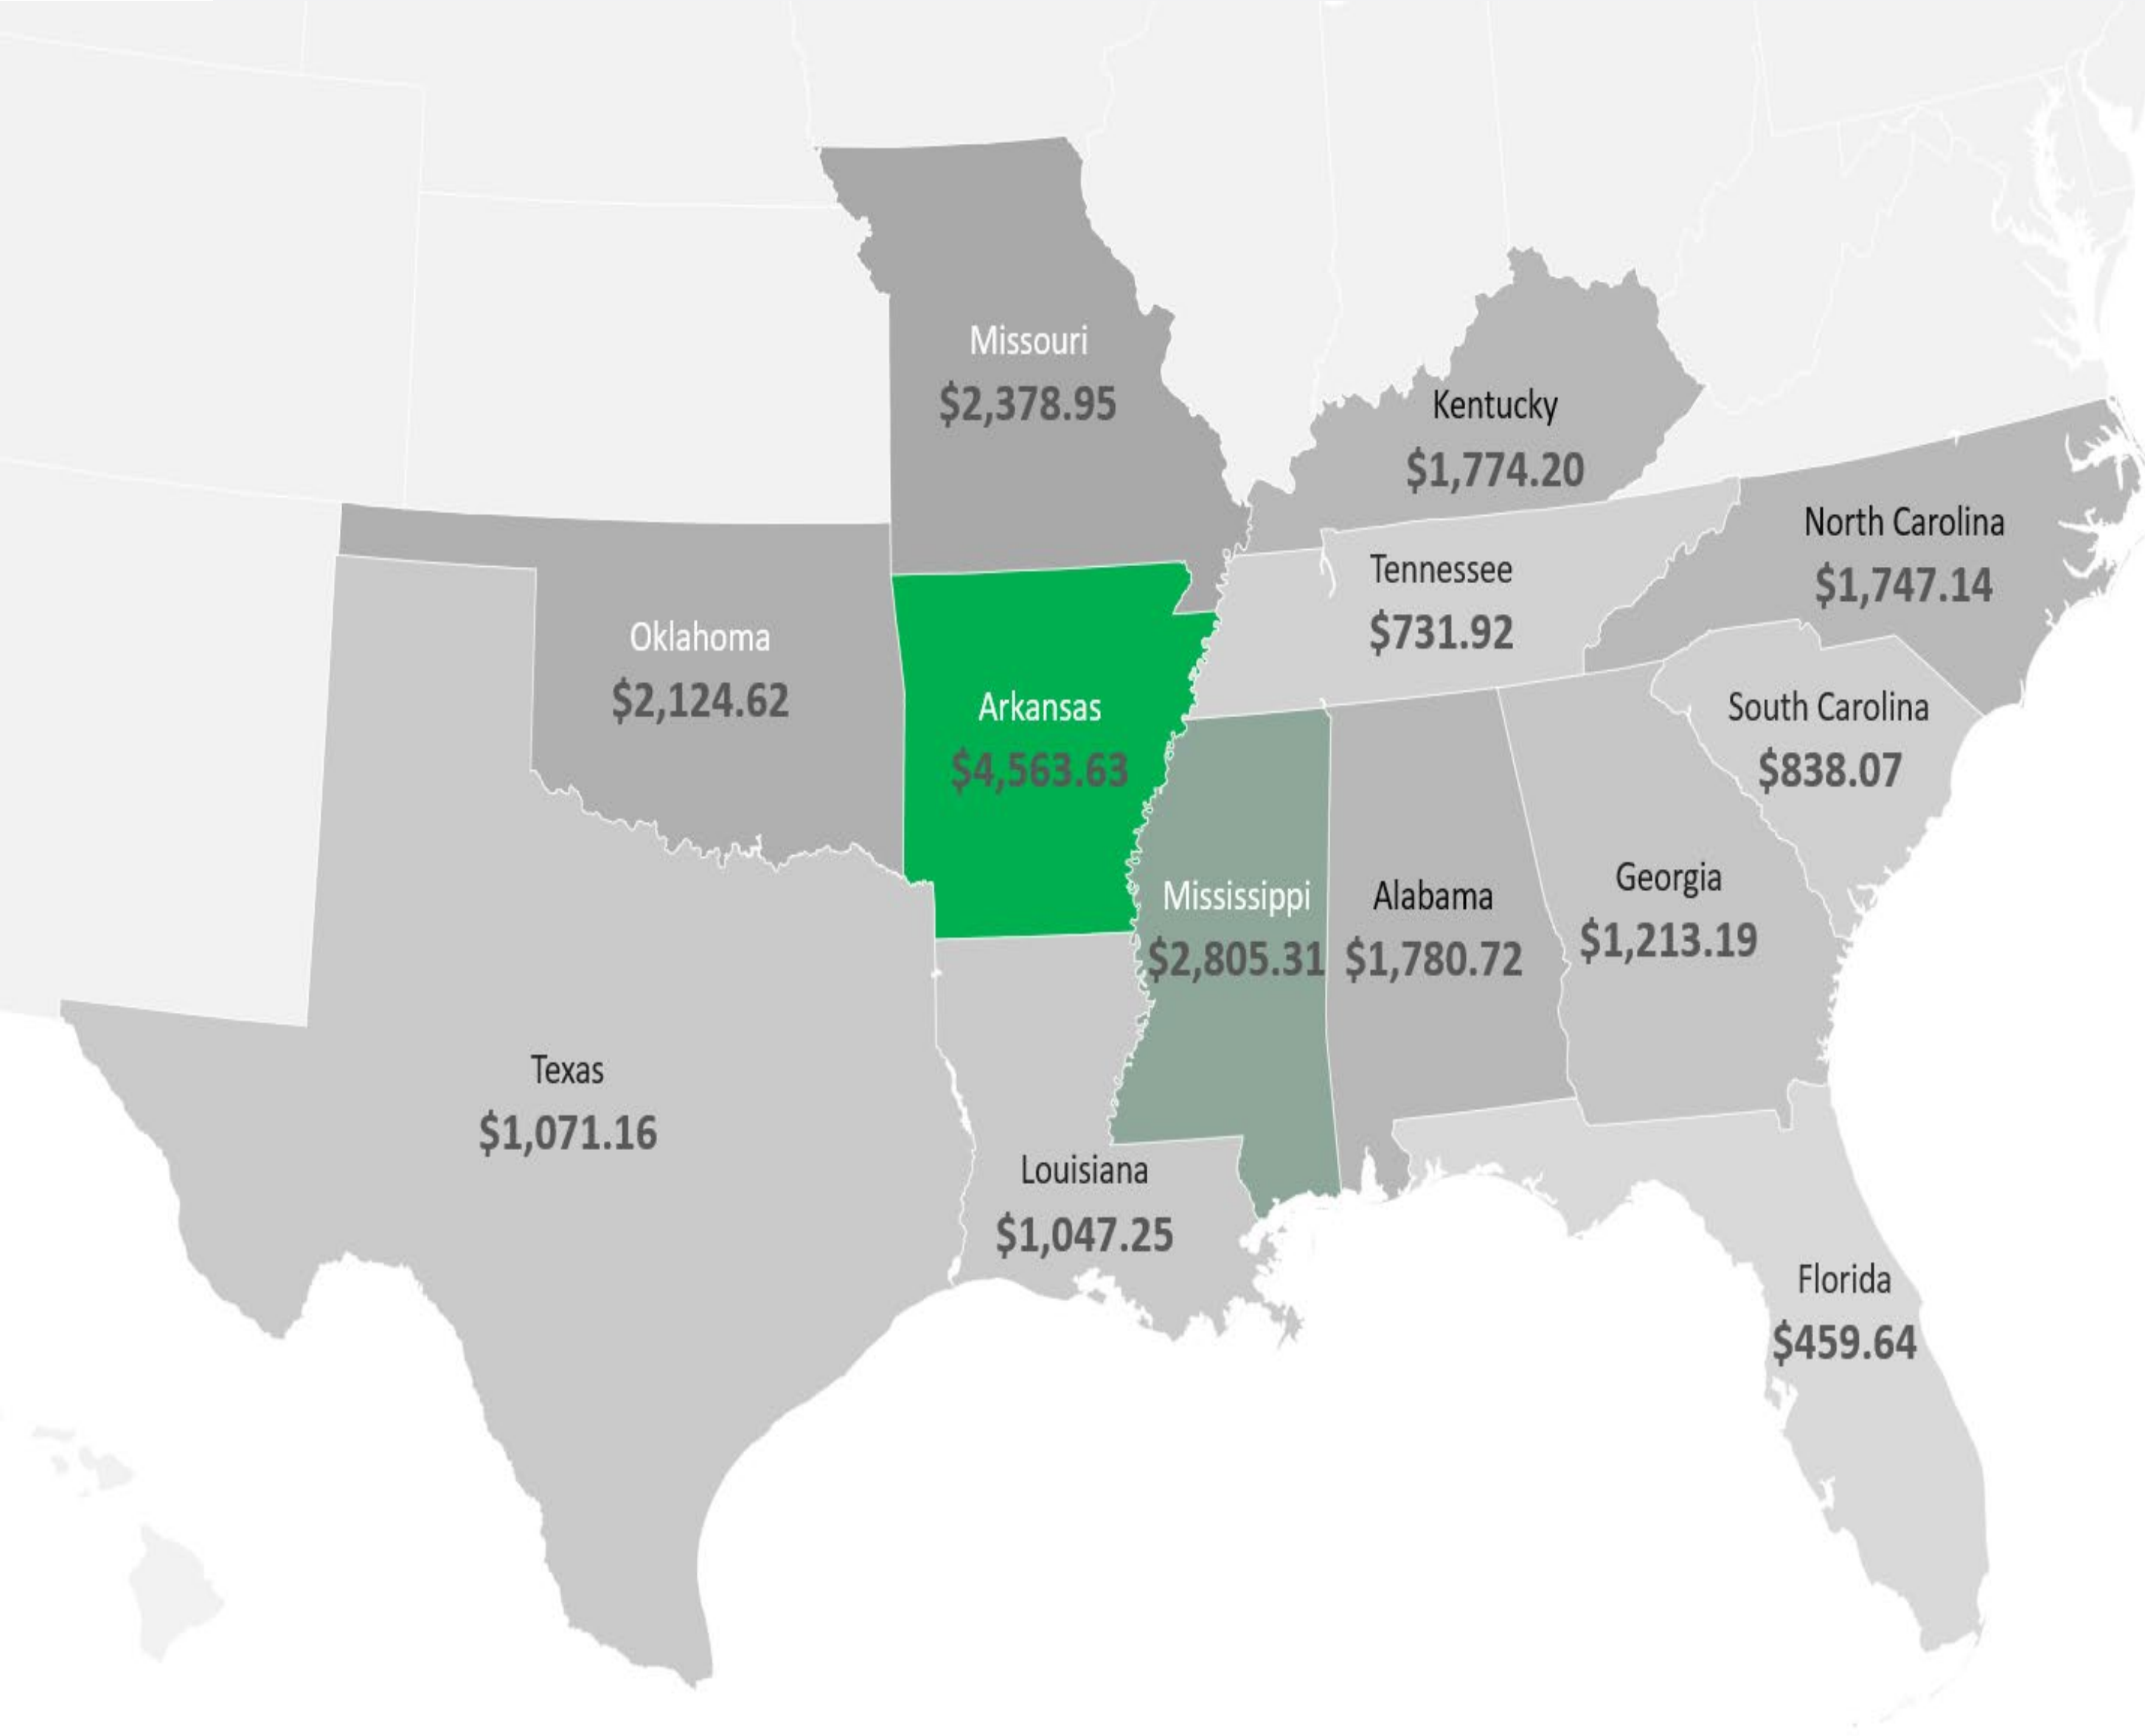 Missouri
$2,378.95
Kentucky
$1,774.20
North Carolina
$1,747.14
Tennessee
$731.92
Oklahoma
$2,124.62
Arkansas
$4,563.63
South Carolina
$838.07
Mississippi
$2,805.31
Alabama
$1,780.72
Georgia
$1,213.19
Texas
$1,071.16
Louisiana
$1,047.25
Florida
$459.64